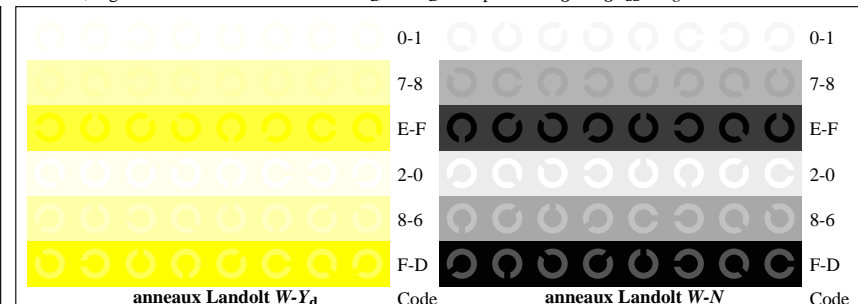 0-1 0-1
7-8 7-8
E-F E-F
2-0 2-0
8-6 8-6
F-D F-D
anneaux Landolt W-Yd Code anneaux Landolt W-N Code